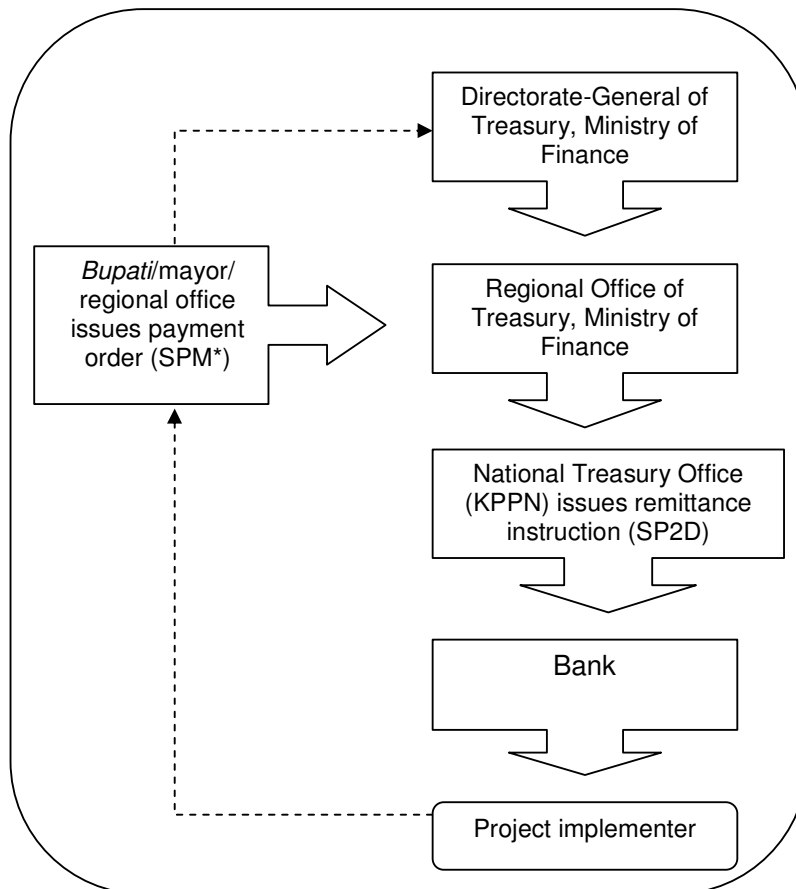 Directorate-General of
Treasury, Ministry of
Finance
Bupati/mayor/
regional office
issues payment
order (SPM*)
Regional Office of
Treasury, Ministry of
Finance
National Treasury Office
(KPPN) issues remittance
instruction (SP2D)
Bank
Project implementer